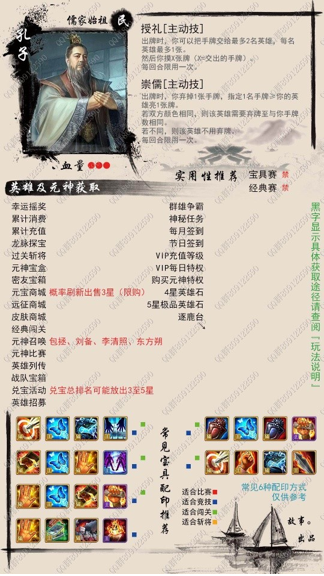 儒家始祖
民
孔子
授礼[主动技]
出牌时，你可以把手牌交给最多2名英雄，每名
英雄最多1张。
然后你摸X张牌（X=交出的手牌）。
每回合限用一次。
崇儒[主动技]
出牌时，你弃掉1张手牌，指定1名手牌≥你的英
雄亮1张牌。
若双方颜色相同，则该英雄需要弃牌至与你手牌
数相同。
若不同，则该英雄不用弃牌。
每回合限用一次。
血量
实用性推荐
宝具赛 禁
经典赛 禁
英雄及元神获取
幸运摇奖
累计消费
累计充值
龙脉探宝
过关斩将
元神宝盒
密友宝箱
元宝商城 概率刷新出售3星（限购）
远征商城
皮肤商城
经典闯关
元神召唤 包拯、刘备、李清照、东方朔
元神比赛
英雄列传
战队宝箱
兑宝活动 兑宝总排名可能放出3至5星
英雄招募
群雄争霸
神秘任务
每月签到
节日签到
VIP充值等级
VIP每日特权
购买元神特权
4星英雄石
5星极品英雄石
逐鹿台
黑字显示具体获取途径请查阅『玩法说明』
常见宝具配印推荐
适合比赛
适合竞技
适合闯关
适合斩将
常见6种配印方式
仅供参考
故事。
出品